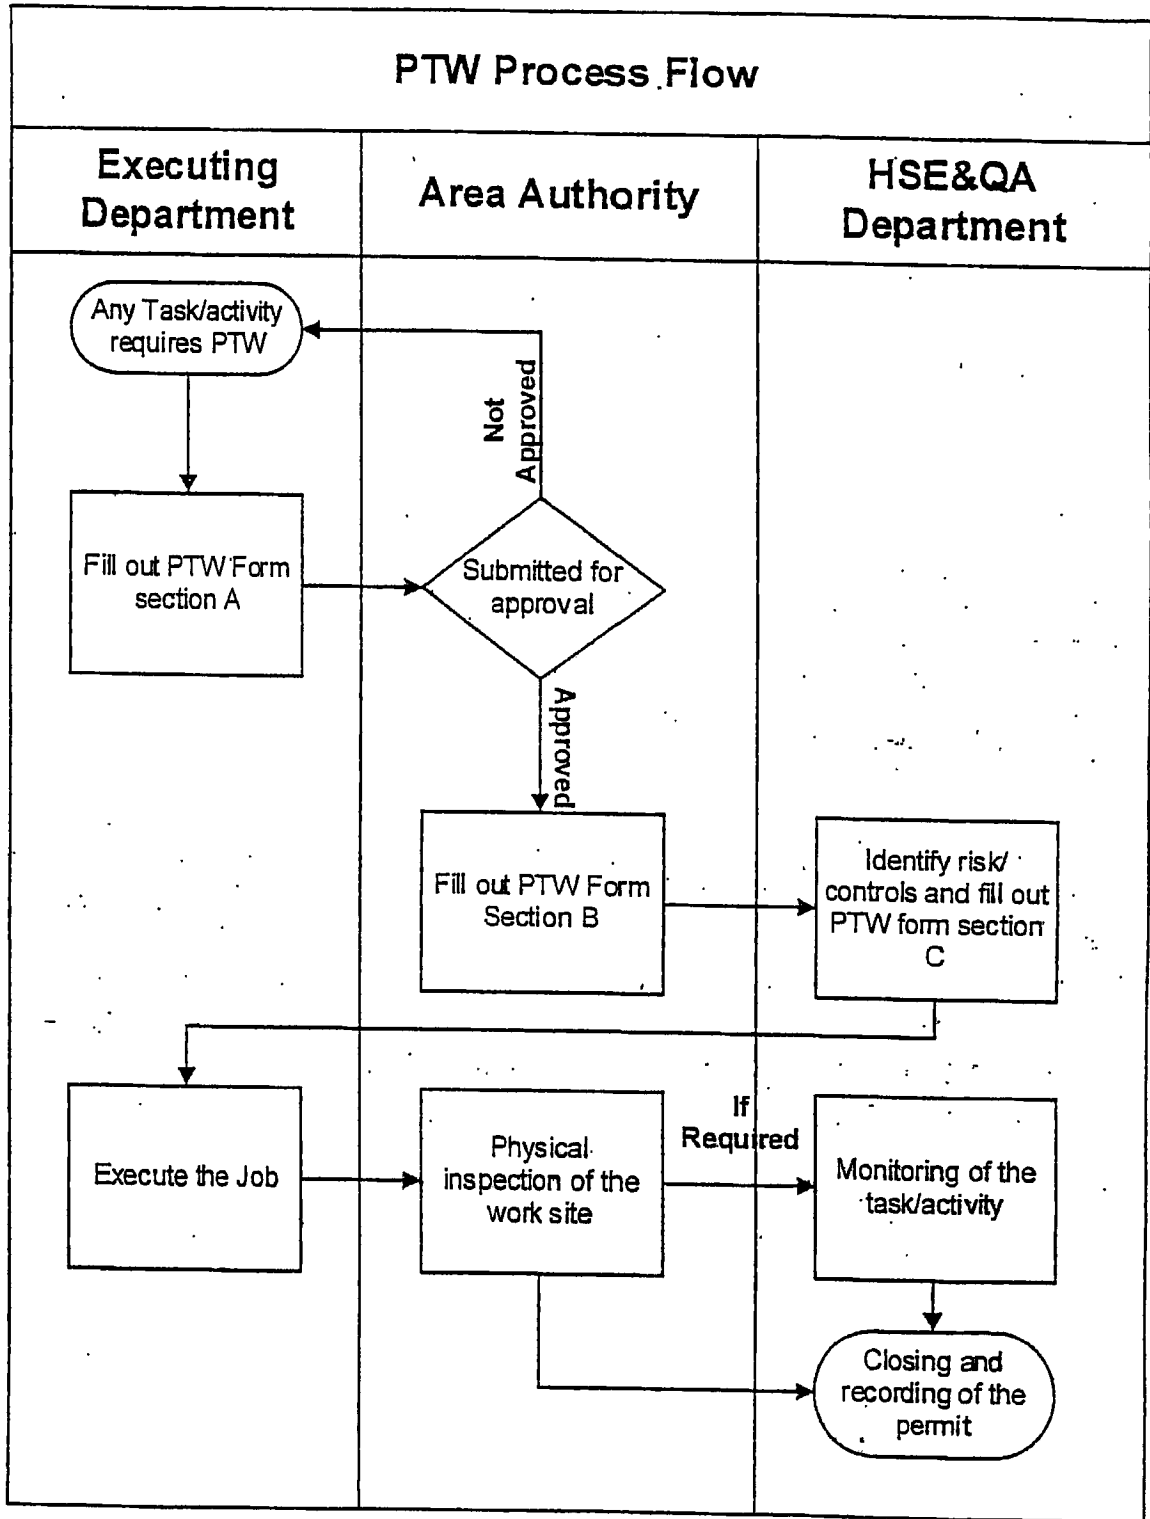 PTW Process Flow
Executing
Department
Area Authority
HSE&QA
Department
Any Task/activity
requires PTW
Not
Approved
Fill out PTW Form
section A
Submitted for
approval
Approved
Fill out PTW Form
Section B
Identify risk/
controls and fill out
PTW form section
C
Execute the Job
Physical
inspection of the
work site
If
Required
Monitoring of the
task/activity
Closing and
recording of the
permit